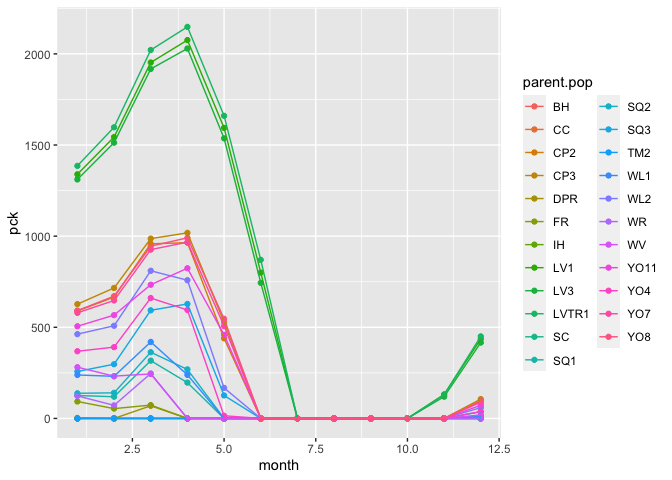 2000
1500
1000
500
0
pck
2.5 5.0 7.5 10.0 12.5
month
parent.pop
BH SQ2
CC SQ3
CP2 TM2
CP3 WL1
DPR WL2
FR WR
IH WV
LV1 YO11
LV3 YO4
LVTR1 YO7
SC YO8
SQ1